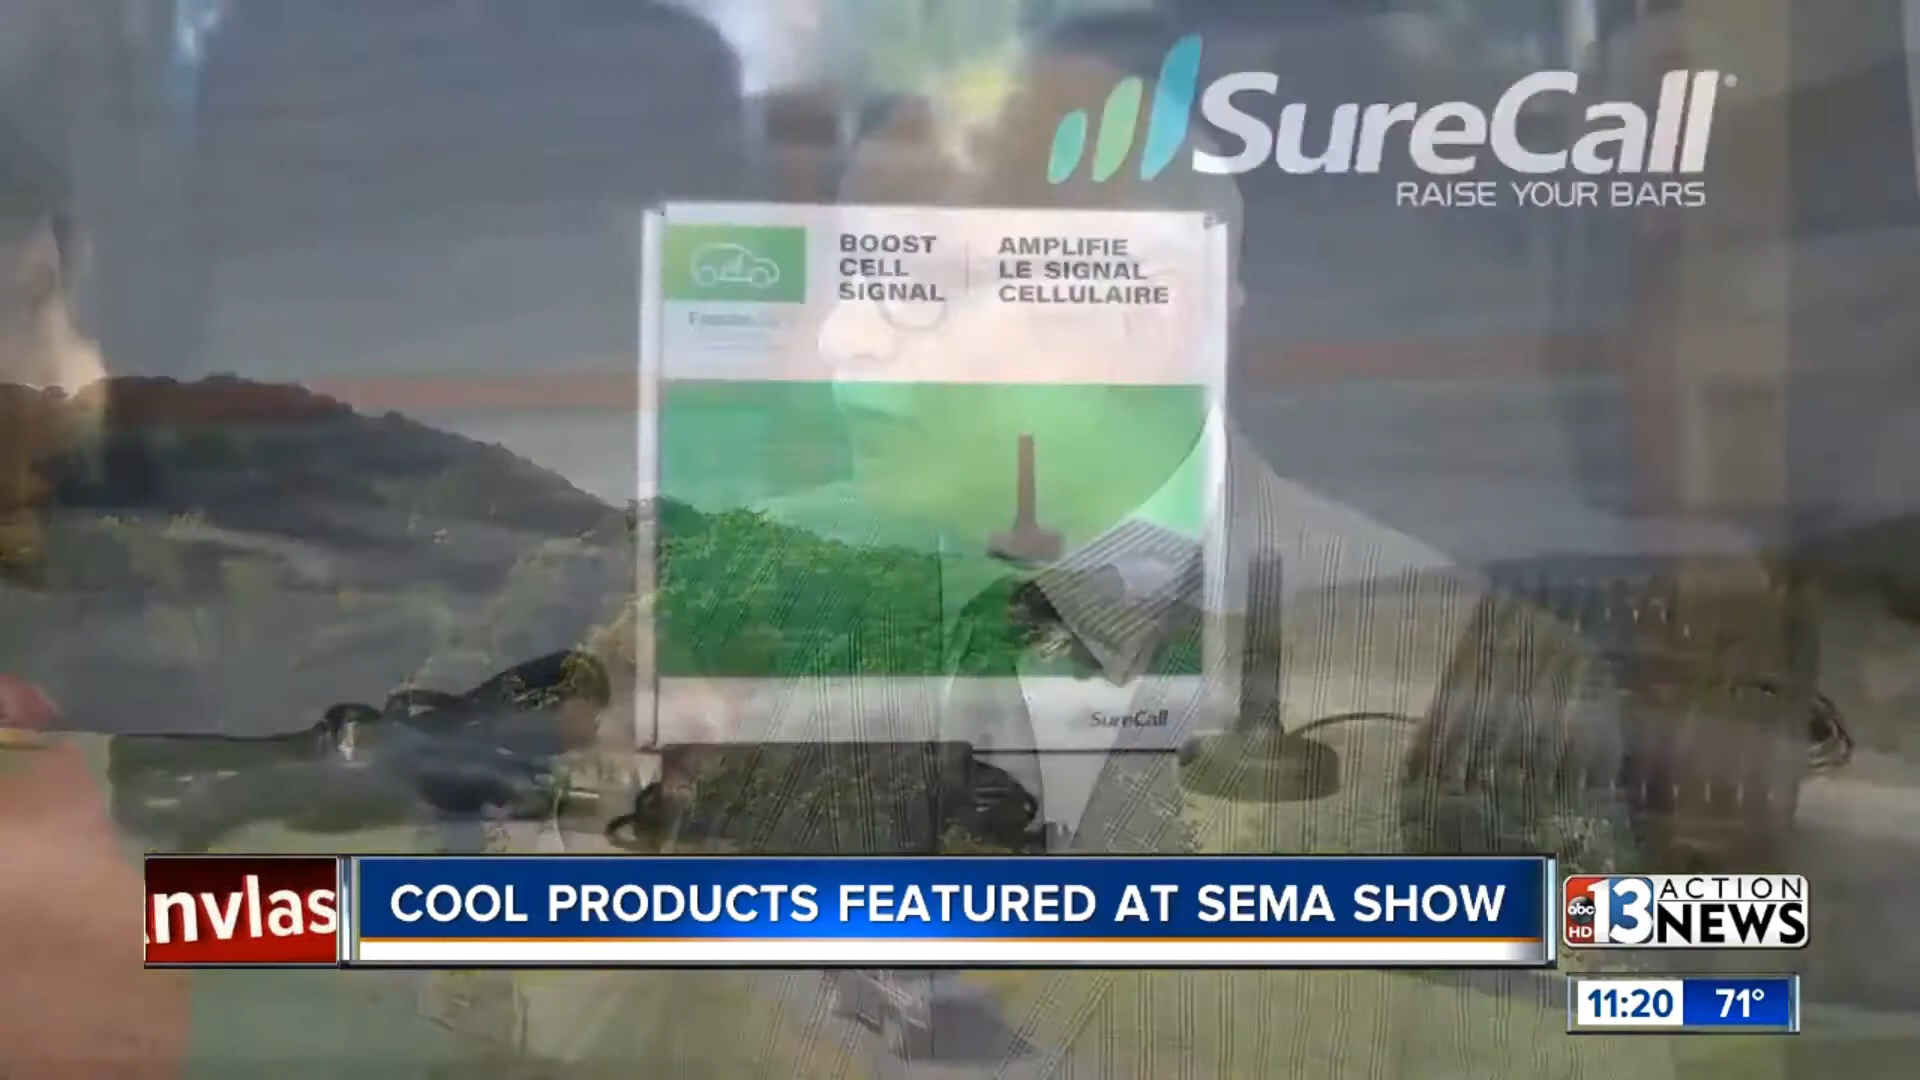 SureCall
RAISE YOUR BARS
BOOST
CELL
SIGNAL
AMPLIFIE
LE SIGNAL
CELLULAIRE
SureCall
nvlas
COOL PRODUCTS FEATURED AT SEMA SHOW
abc
HD
13 ACTION
NEWS
11:20 71°